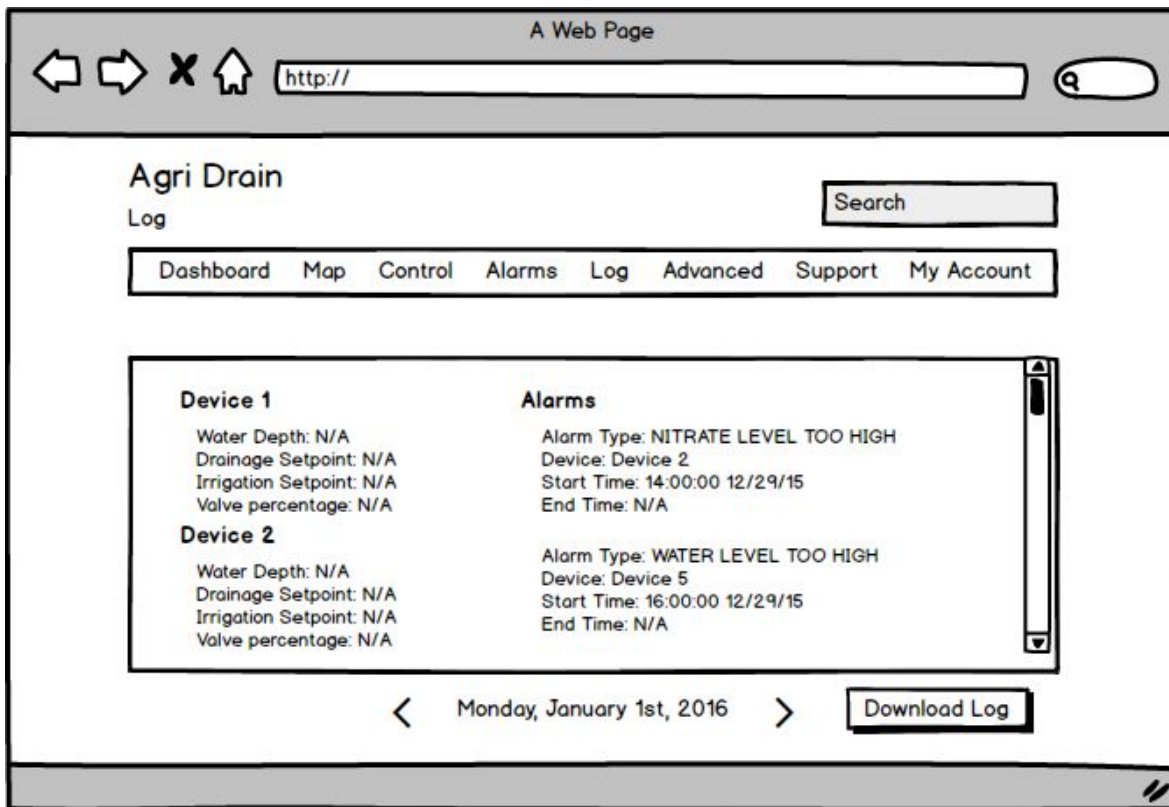 A Web Page
http://
Agri Drain
Log
Search
Dashboard Map Control Alarms Log Advanced Support My Account
Device 1
Water Depth: N/A
Drainage Setpoint: N/A
Irrigation Setpoint: N/A
Valve percentage: N/A
Device 2
Water Depth: N/A
Drainage Setpoint: N/A
Irrigation Setpoint: N/A
Valve percentage: N/A
Alarms
Alarm Type: NITRATE LEVEL TOO HIGH
Device: Device 2
Start Time: 14:00:00 12/29/15
End Time: N/A
Alarm Type: WATER LEVEL TOO HIGH
Device: Device 5
Start Time: 16:00:00 12/29/15
End Time: N/A
Monday, January 1st, 2016
Download Log